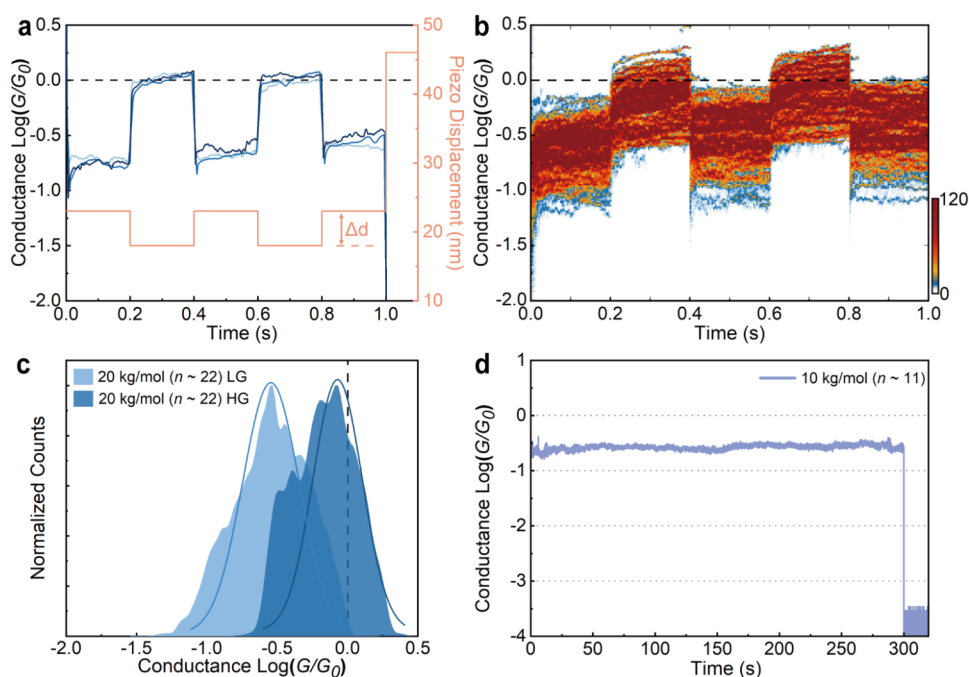 a
Conductance Log(G/G0)
0.5
0.0
-0.5
-1.0
-1.5
-2.0
Δd
50
40
30
20
10
Piezo Displacement (nm)
0.0 0.2 0.4 0.6 0.8 1.0
Time (s)
b
Conductance Log(G/G0)
0.5
0.0
-0.5
-1.0
-1.5
-2.0
120
0
0.0 0.2 0.4 0.6 0.8 1.0
Time (s)
c
Normalized Counts
20 kg/mol (n ~ 22) LG
20 kg/mol (n ~ 22) HG
-2.0 -1.5 -1.0 -0.5 0.0 0.5
Conductance Log(G/G0)
d
Conductance Log(G/G0)
1
0
-1
-2
-3
-4
10 kg/mol (n ~ 11)
0 50 100 150 200 250 300
Time (s)